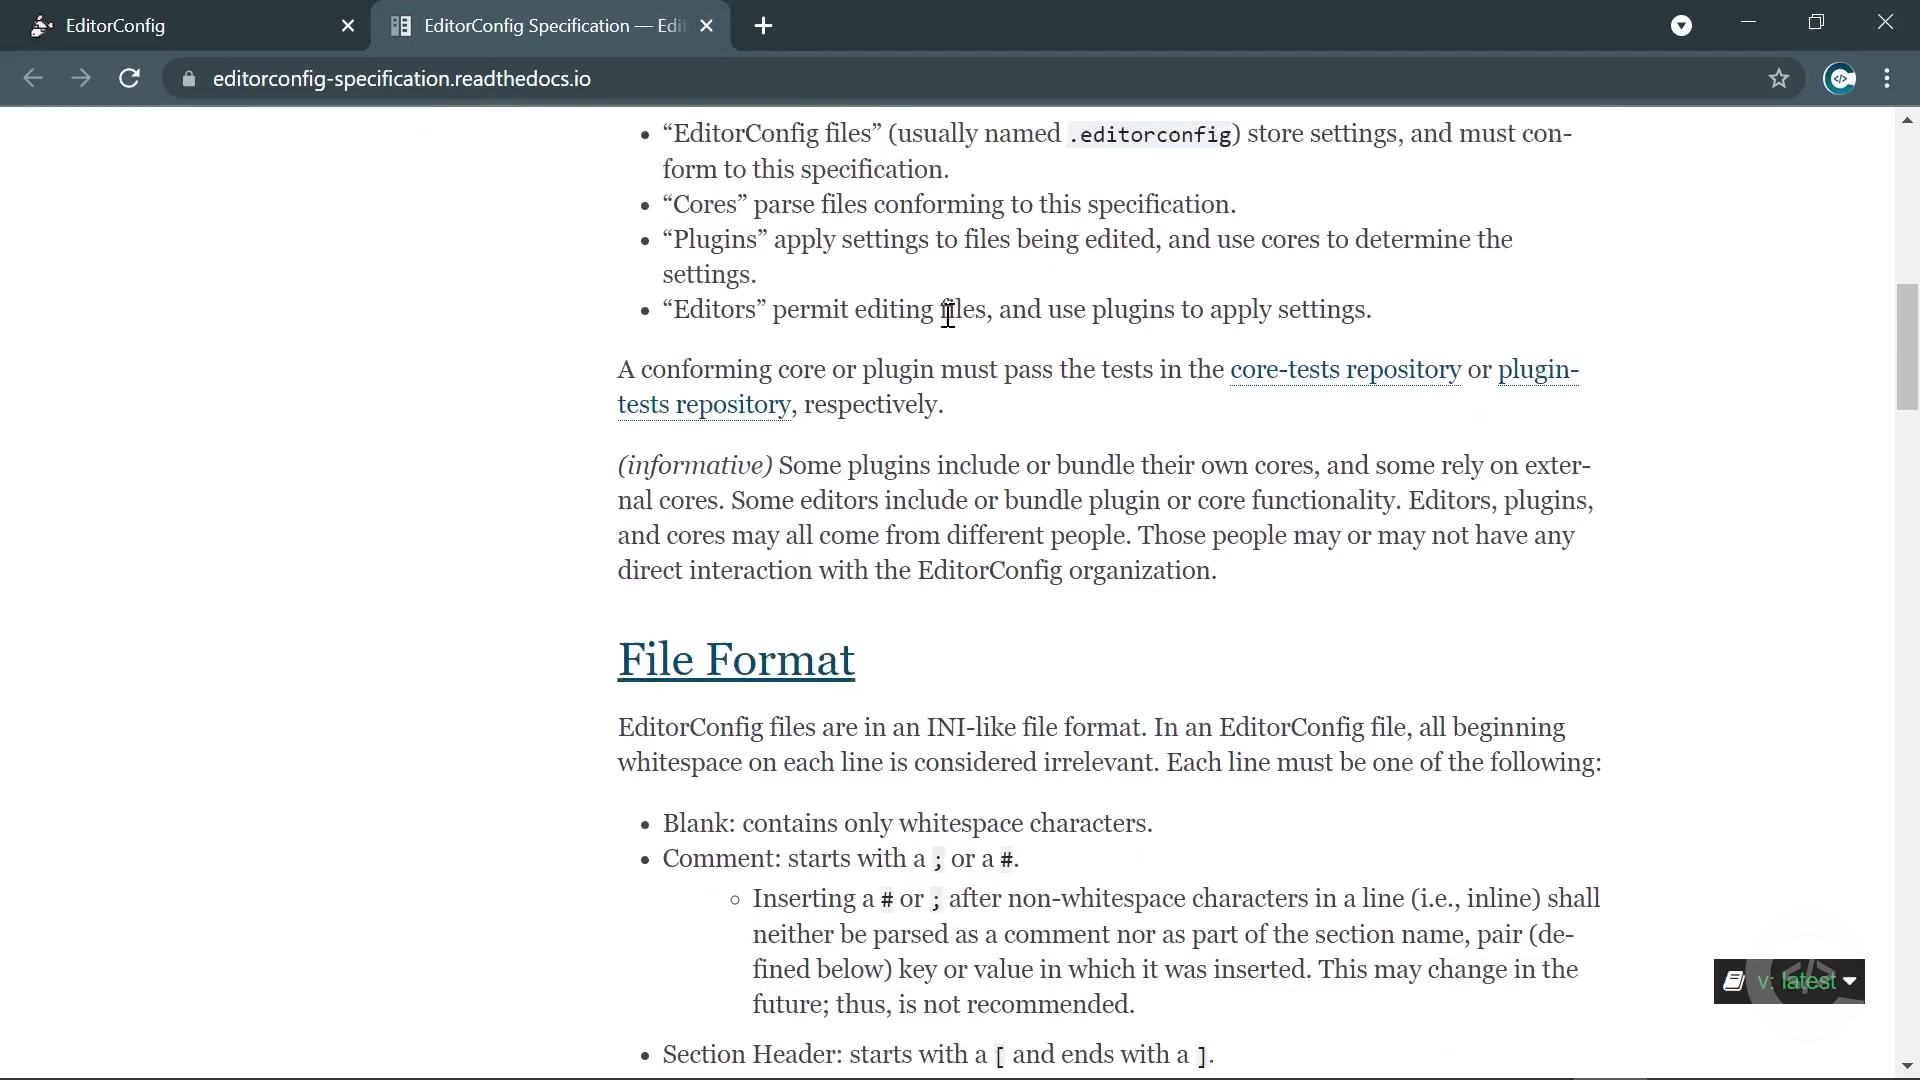 EditorConfig
EditorConfig Specification — Edi
editorconfig-specification.readthedocs.io
</>
• “EditorConfig files” (usually named .editorconfig) store settings, and must con-
form to this specification.
• “Cores” parse files conforming to this specification.
• “Plugins” apply settings to files being edited, and use cores to determine the
settings.
• “Editors” permit editing files, and use plugins to apply settings.
A conforming core or plugin must pass the tests in the core-tests repository or plugin-
tests repository, respectively.
(informative) Some plugins include or bundle their own cores, and some rely on exter-
nal cores. Some editors include or bundle plugin or core functionality. Editors, plugins,
and cores may all come from different people. Those people may or may not have any
direct interaction with the EditorConfig organization.
File Format
EditorConfig files are in an INI-like file format. In an EditorConfig file, all beginning
whitespace on each line is considered irrelevant. Each line must be one of the following:
• Blank: contains only whitespace characters.
• Comment: starts with a ; or a #.
◦ Inserting a # or ; after non-whitespace characters in a line (i.e., inline) shall
neither be parsed as a comment nor as part of the section name, pair (de-
fined below) key or value in which it was inserted. This may change in the
future; thus, is not recommended.
v: latest
• Section Header: starts with a [ and ends with a ].